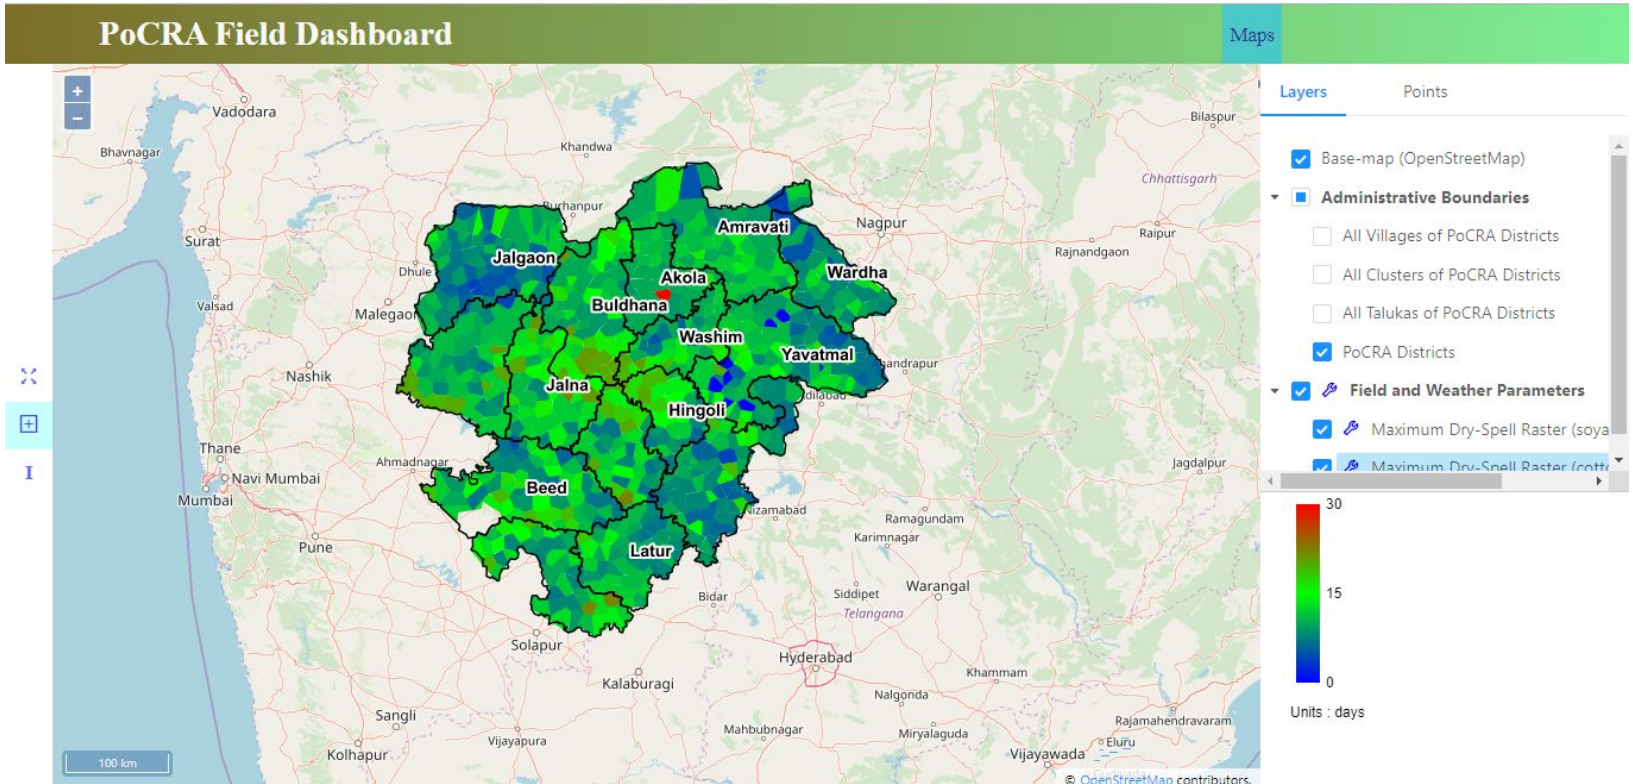 PoCRA Field Dashboard
Maps
+
−
Vadodara
Bhavnagar
Khandwa
Bilaspur
Chhattisgarh
Surat
Amravati
Nagpur
Raipur
Rajnandgaon
Jalgaon
Dhule
Akola
Wardha
Valsad
Malegaon
Buldhana
Washim
Yavatmal
Nashik
Jalna
Hingoli
Thane
Ahmadnagar
Navi Mumbai
Mumbai
Beed
Jagdalpur
Nizamabad
Ramagundam
Karimnagar
Pune
Latur
Bidar
Siddipet
Warangal
Telangana
Solapur
Hyderabad
Kalaburagi
Khammam
Nalgonda
Sangli
Rajamahendravaram
Vijayapura
Mahbubnagar
Miryalaguda
Eluru
Kolhapur
Vijayawada
100 km
© OpenStreetMap contributors.
I
Layers
Points
Base-map (OpenStreetMap)
Administrative Boundaries
All Villages of PoCRA Districts
All Clusters of PoCRA Districts
All Talukas of PoCRA Districts
PoCRA Districts
Field and Weather Parameters
Maximum Dry-Spell Raster (soya
Maximum Dry-Spell Raster (cotto
30
15
0
Units : days